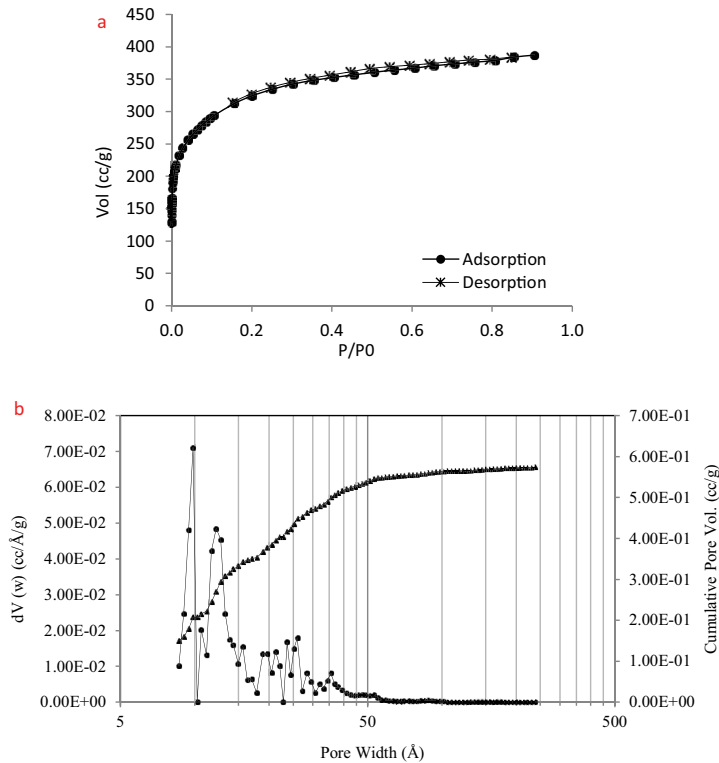 a
450
400
350
300
250
200
150
100
50
0
Vol (cc/g)
Adsorption
Desorption
0.0 0.2 0.4 0.6 0.8 1.0
P/P0
b
8.00E-02
7.00E-02
6.00E-02
5.00E-02
4.00E-02
3.00E-02
2.00E-02
1.00E-02
0.00E+00
dV (w) (cc/Å/g)
7.00E-01
6.00E-01
5.00E-01
4.00E-01
3.00E-01
2.00E-01
1.00E-01
0.00E+00
Cumulative Pore Vol. (cc/g)
5 50 500
Pore Width (Å)